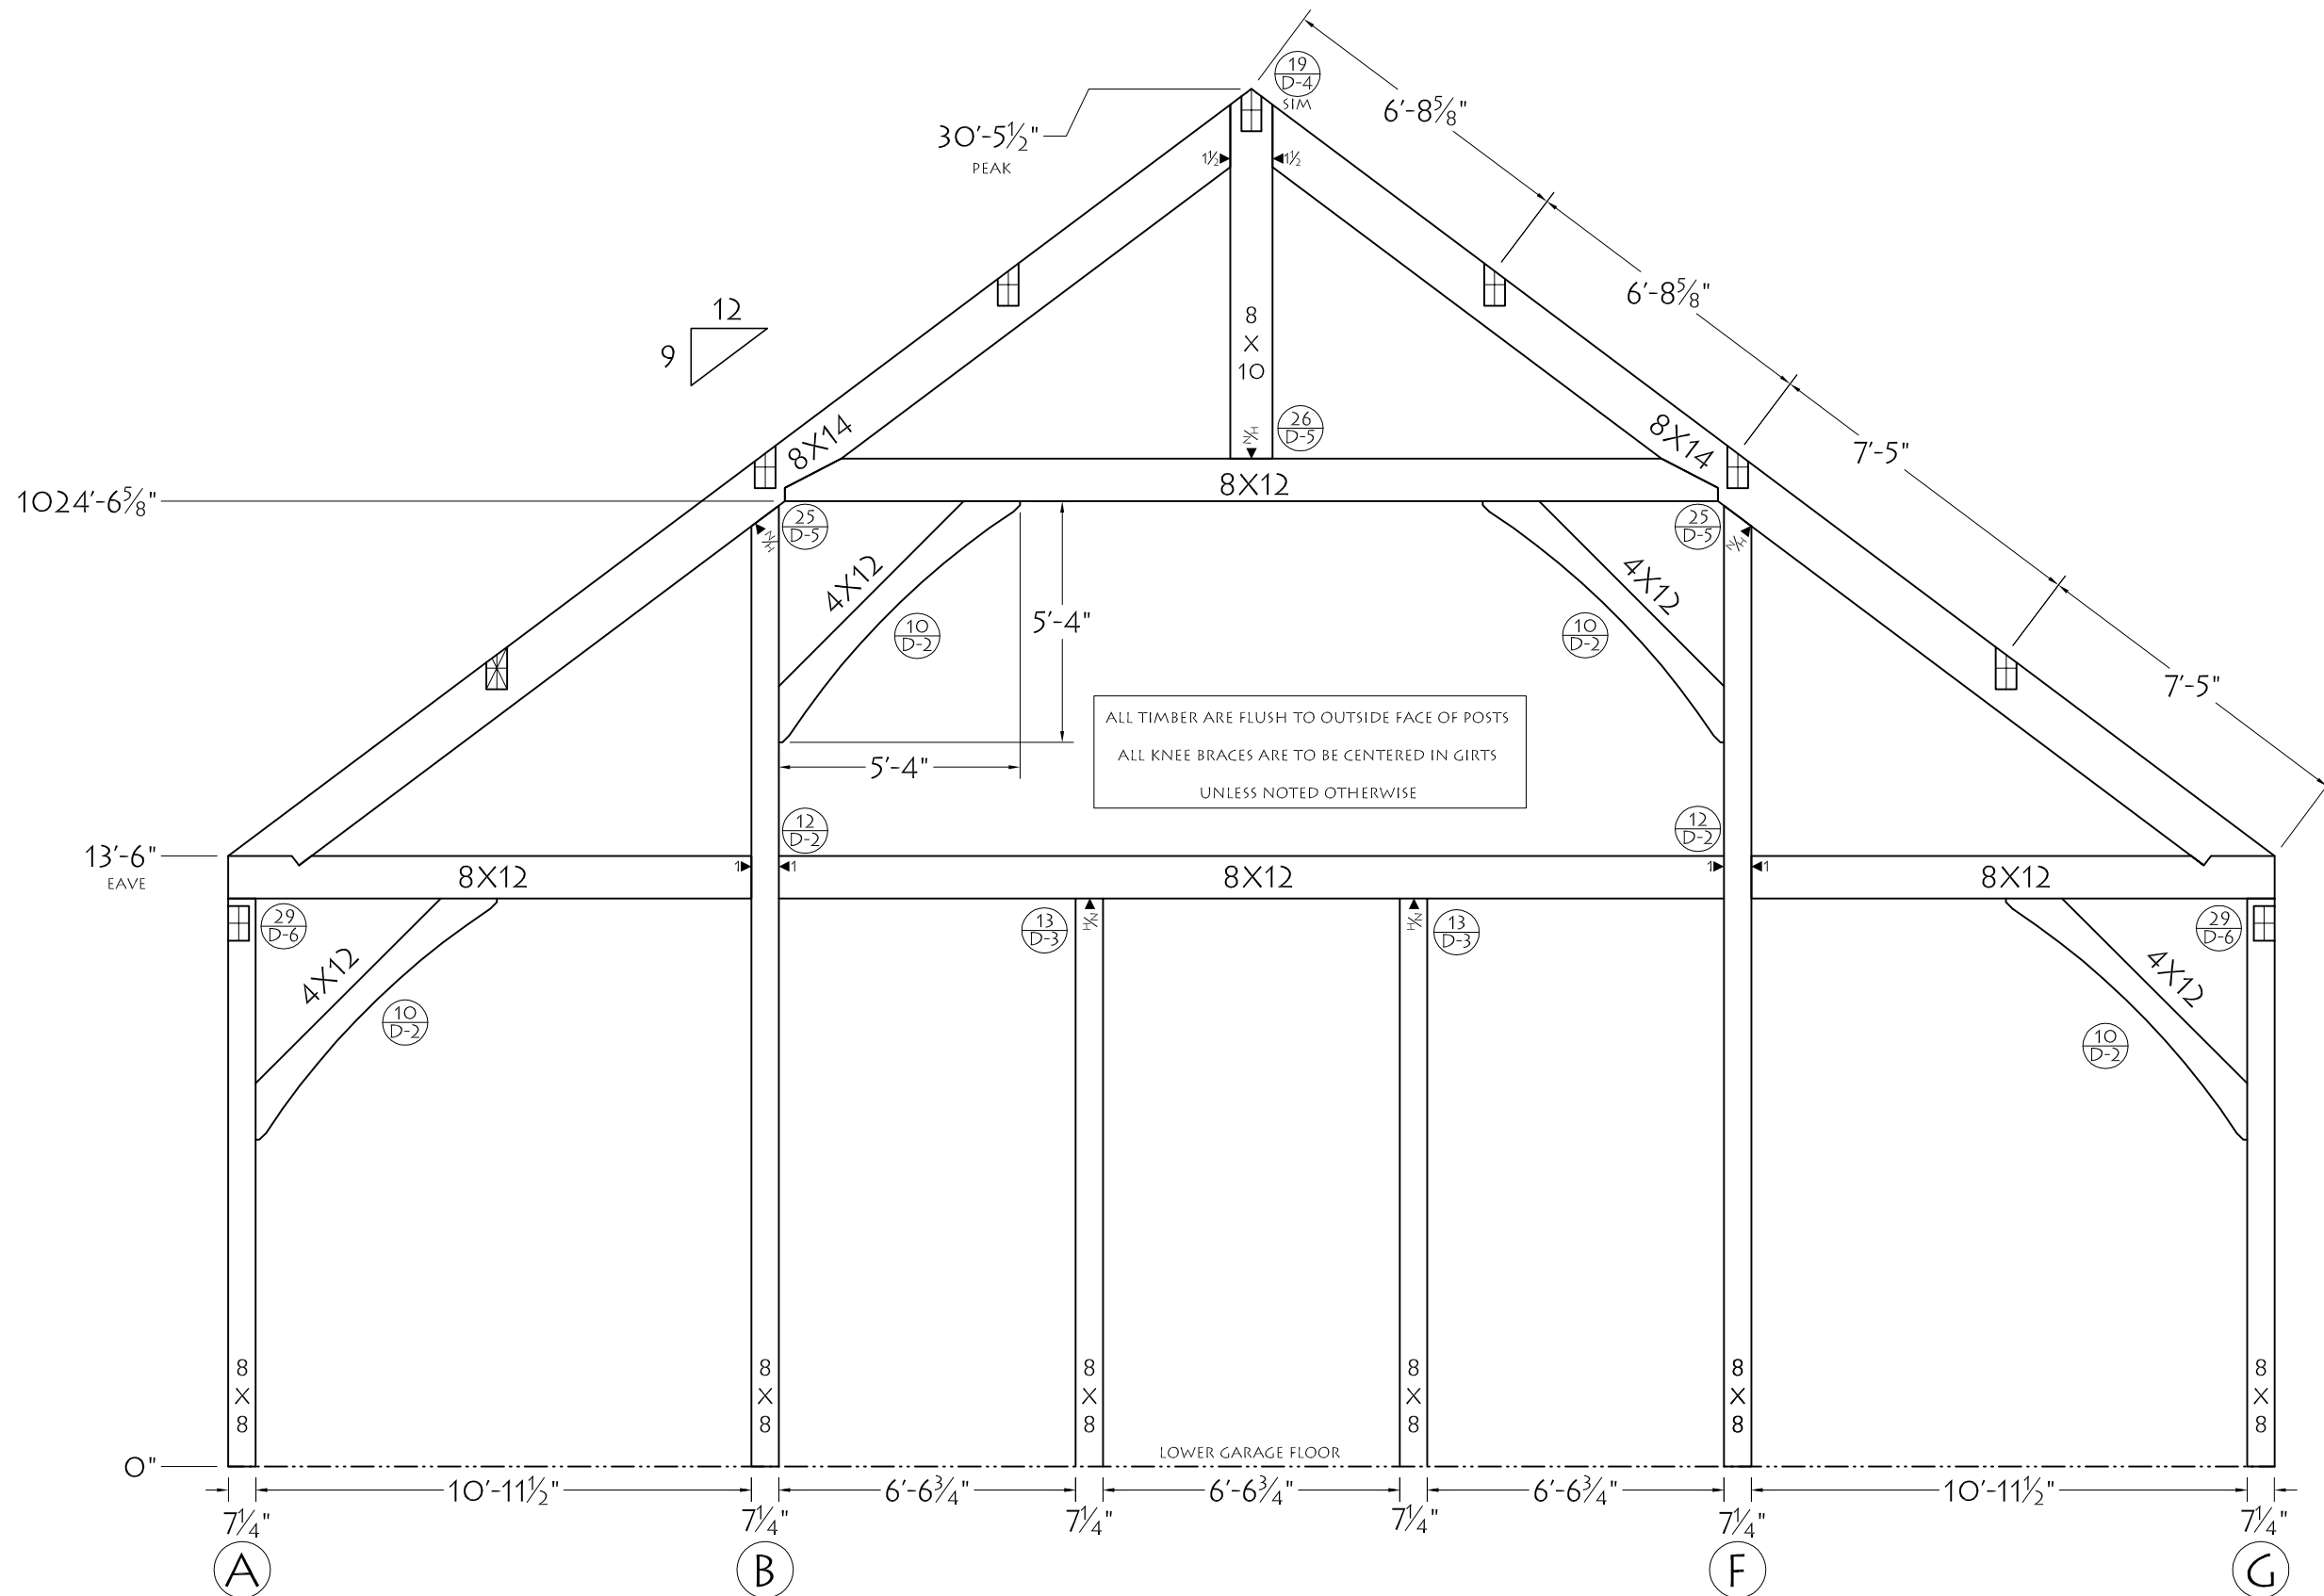 19
D-4
SIM
6'-8⅝"
30'-5½"
PEAK
1½
1½
6'-8⅝"
12
9
8
X
10
8X14
8X14
7'-5"
26
D-5
N/H
8X12
1024'-6⅝"
25
D-5
25
D-5
N/H
N/H
4X12
4X12
5'-4"
10
D-2
10
D-2
7'-5"
ALL TIMBER ARE FLUSH TO OUTSIDE FACE OF POSTS
ALL KNEE BRACES ARE TO BE CENTERED IN GIRTS
UNLESS NOTED OTHERWISE
5'-4"
12
D-2
12
D-2
13'-6"
EAVE
1
1
1
1
8X12
8X12
8X12
29
D-6
13
D-3
N/H
N/H
13
D-3
29
D-6
4X12
4X12
10
D-2
10
D-2
8
X
8
8
X
8
8
X
8
8
X
8
8
X
8
8
X
8
LOWER GARAGE FLOOR
0"
10'-11½"
6'-6¾"
6'-6¾"
6'-6¾"
10'-11½"
7¼"
7¼"
7¼"
7¼"
7¼"
7¼"
A
B
F
G